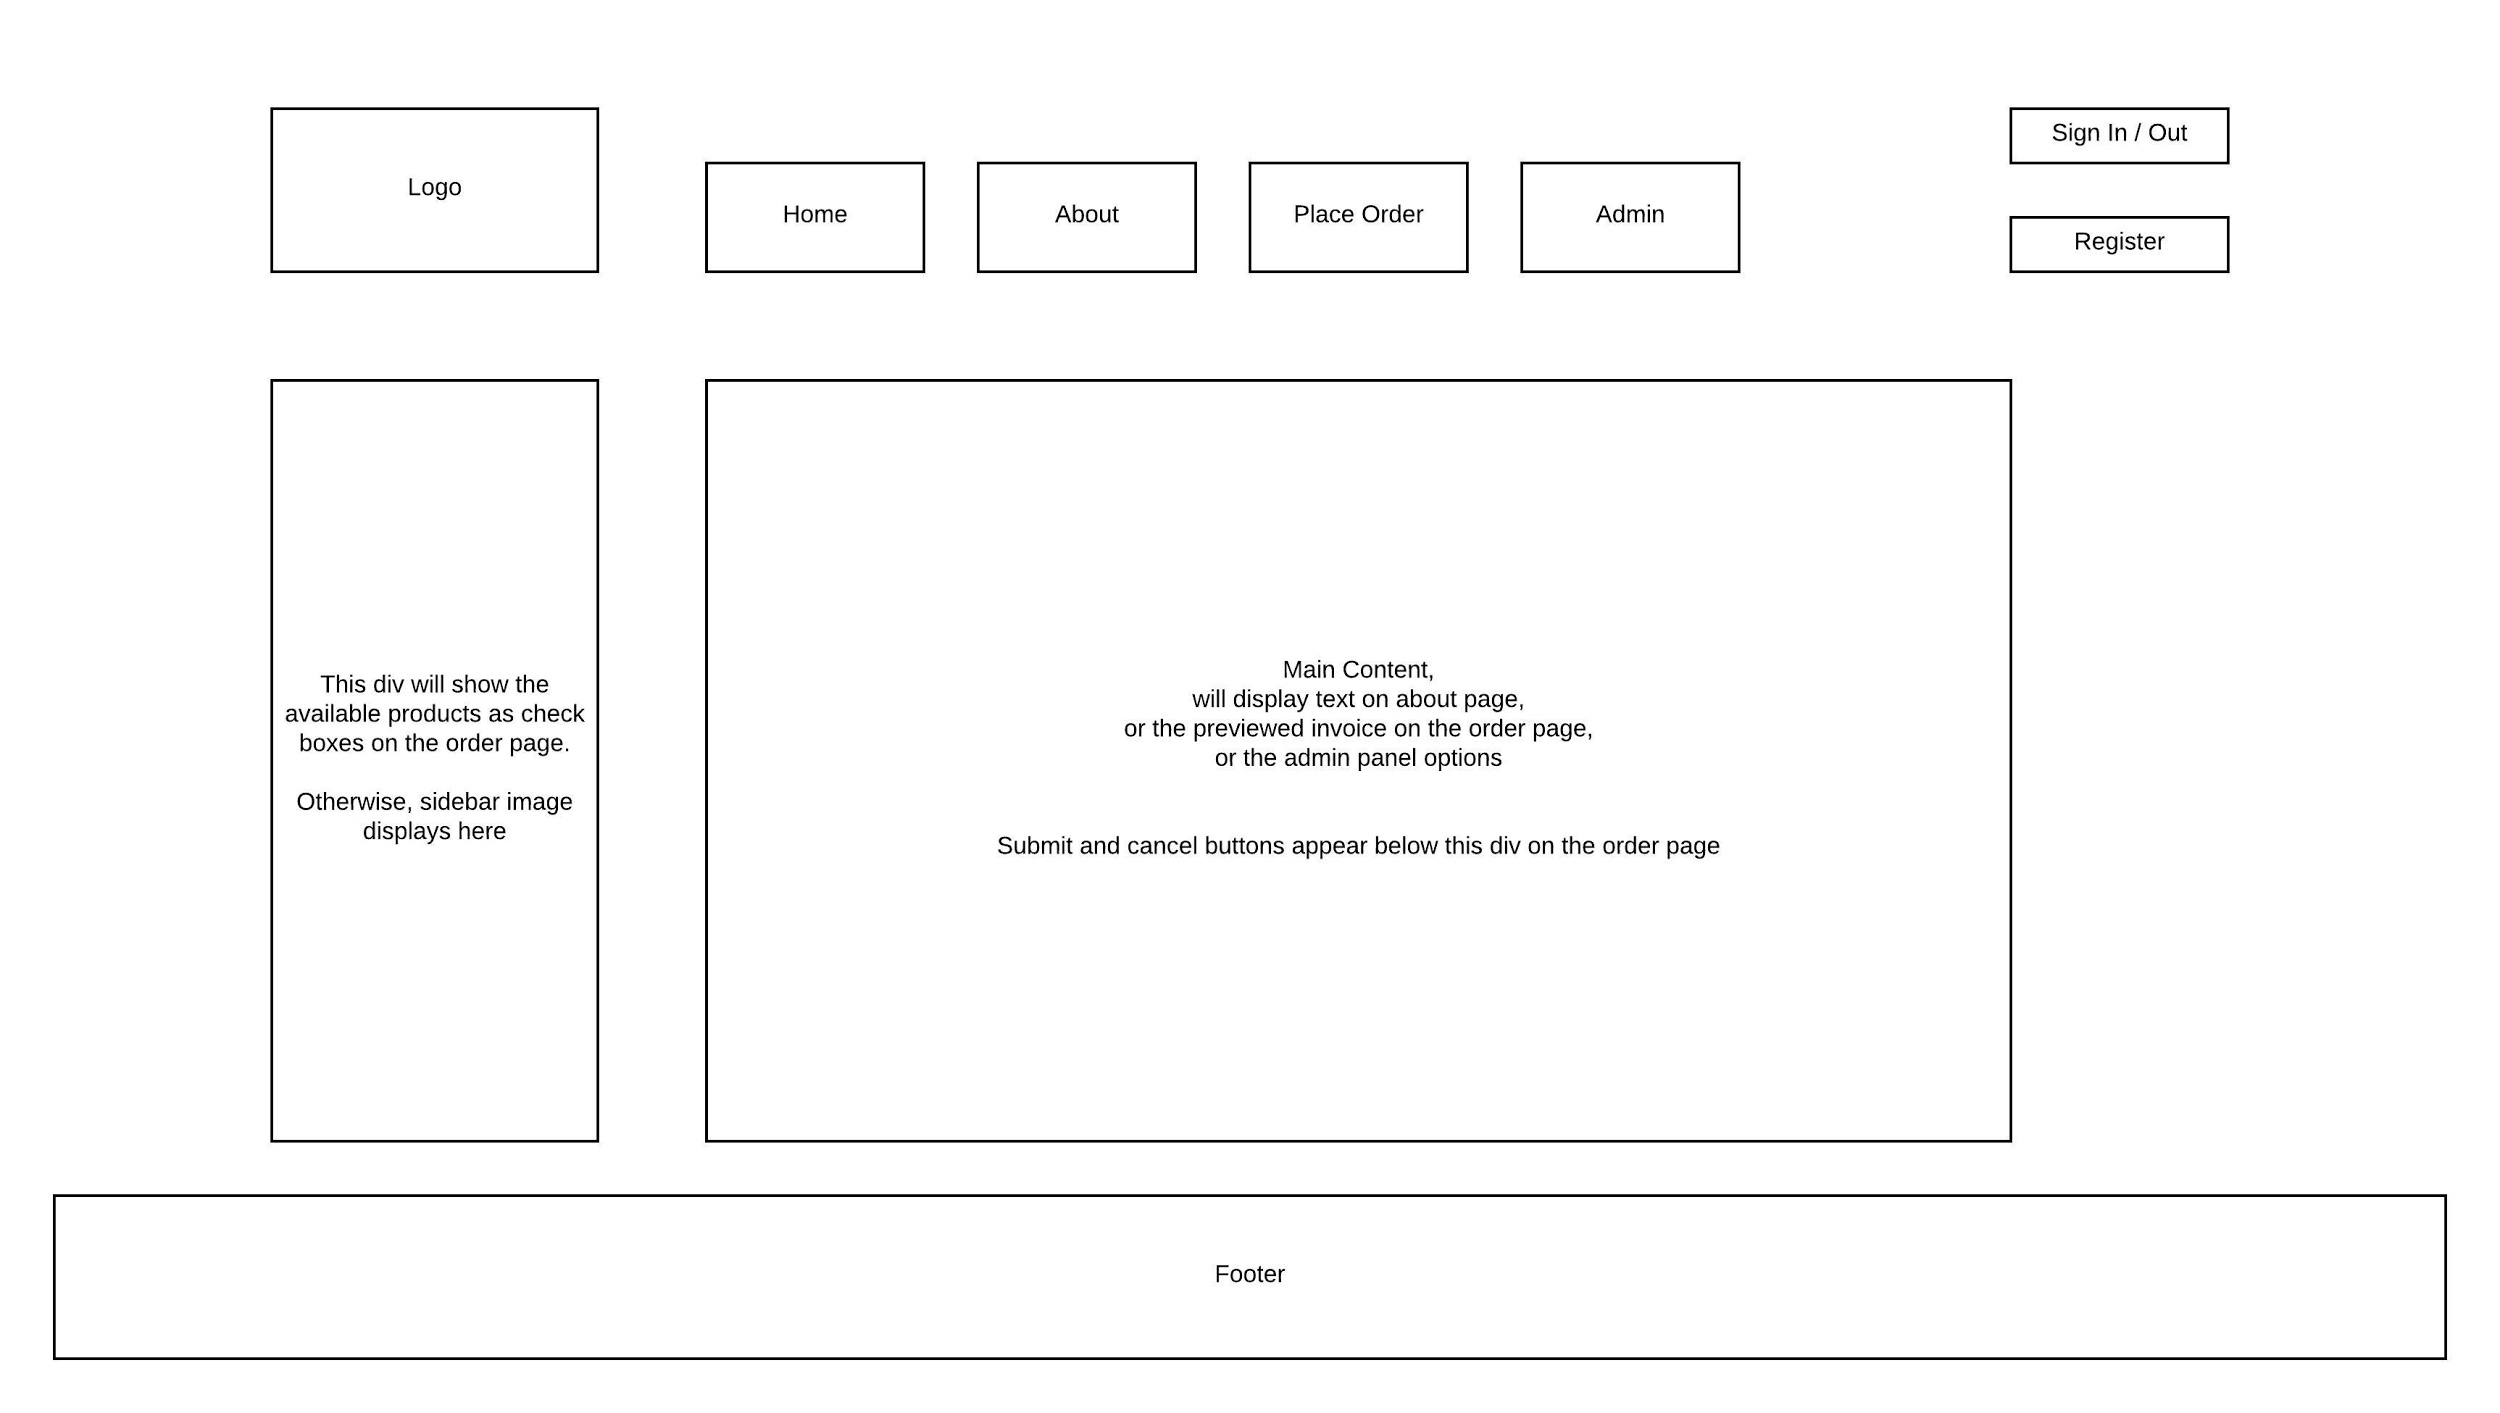 Logo
Home
About
Place Order
Admin
Sign In / Out
Register
This div will show the
available products as check
boxes on the order page.
Otherwise, sidebar image
displays here
Main Content,
will display text on about page,
or the previewed invoice on the order page,
or the admin panel options
Submit and cancel buttons appear below this div on the order page
Footer